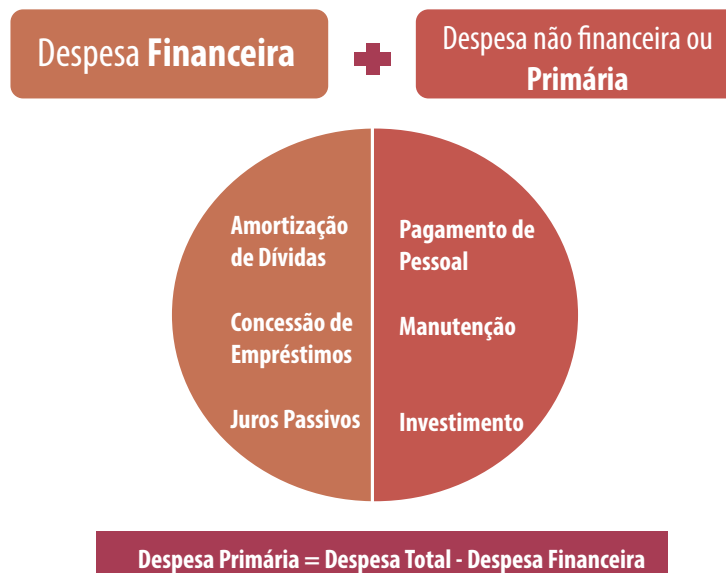 Despesa Financeira
Despesa não financeira ou
Primária
Amortização
de Dívidas
Concessão de
Empréstimos
Juros Passivos
Pagamento de
Pessoal
Manutenção
Investimento
Despesa Primária = Despesa Total - Despesa Financeira